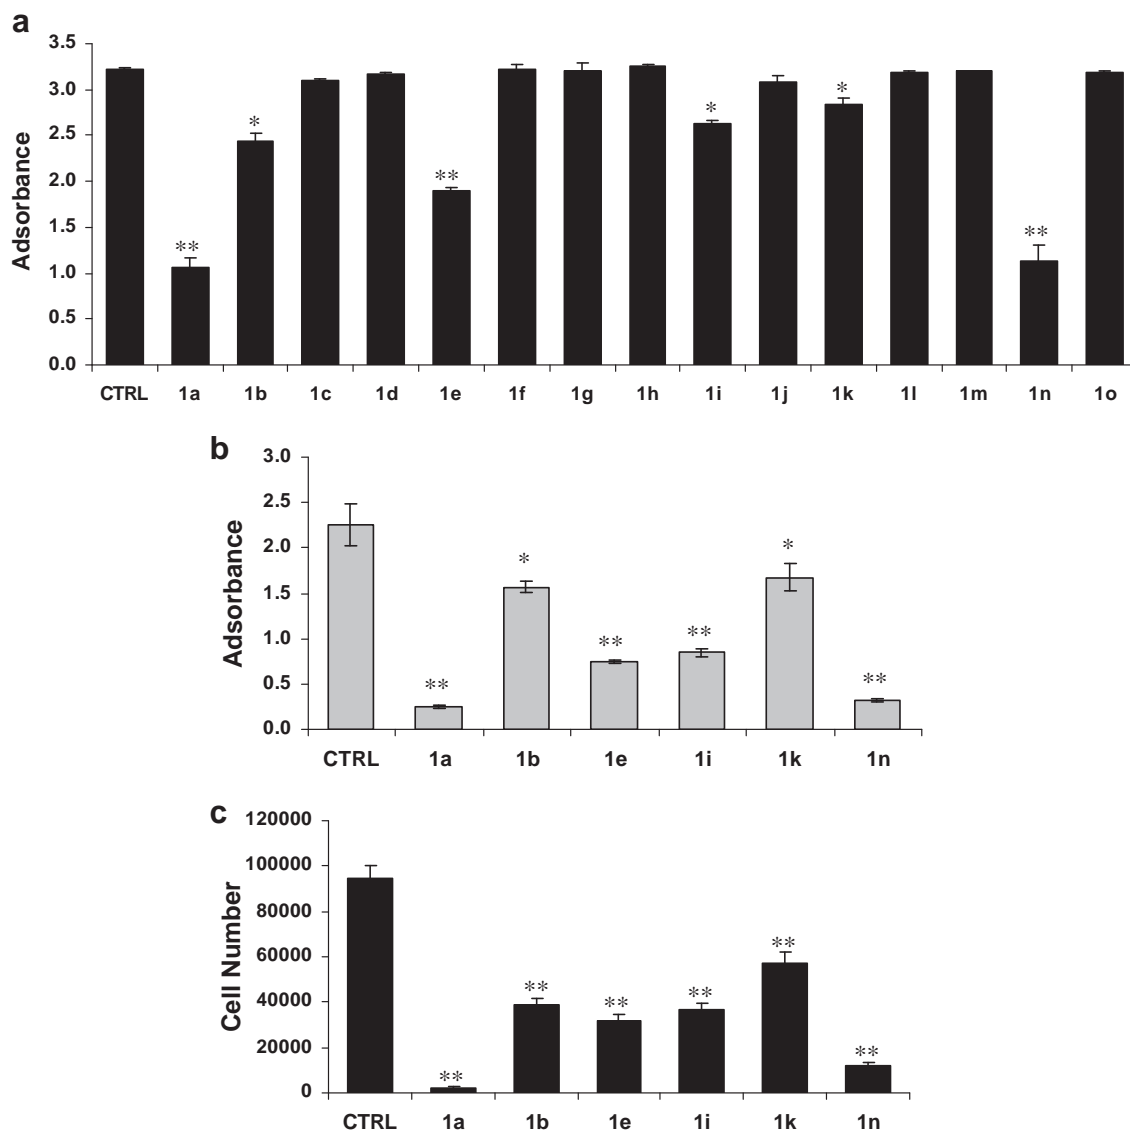 a
3.5
3.0
2.5
2.0
1.5
1.0
0.5
0.0
Adsorbance
** * ** * * **
CTRL 1a 1b 1c 1d 1e 1f 1g 1h 1i 1j 1k 1l 1m 1n 1o
b
3.0
2.5
2.0
1.5
1.0
0.5
0.0
Adsorbance
** * ** ** * **
CTRL 1a 1b 1e 1i 1k 1n
c
120000
100000
80000
60000
40000
20000
0
Cell Number
** ** ** ** ** **
CTRL 1a 1b 1e 1i 1k 1n